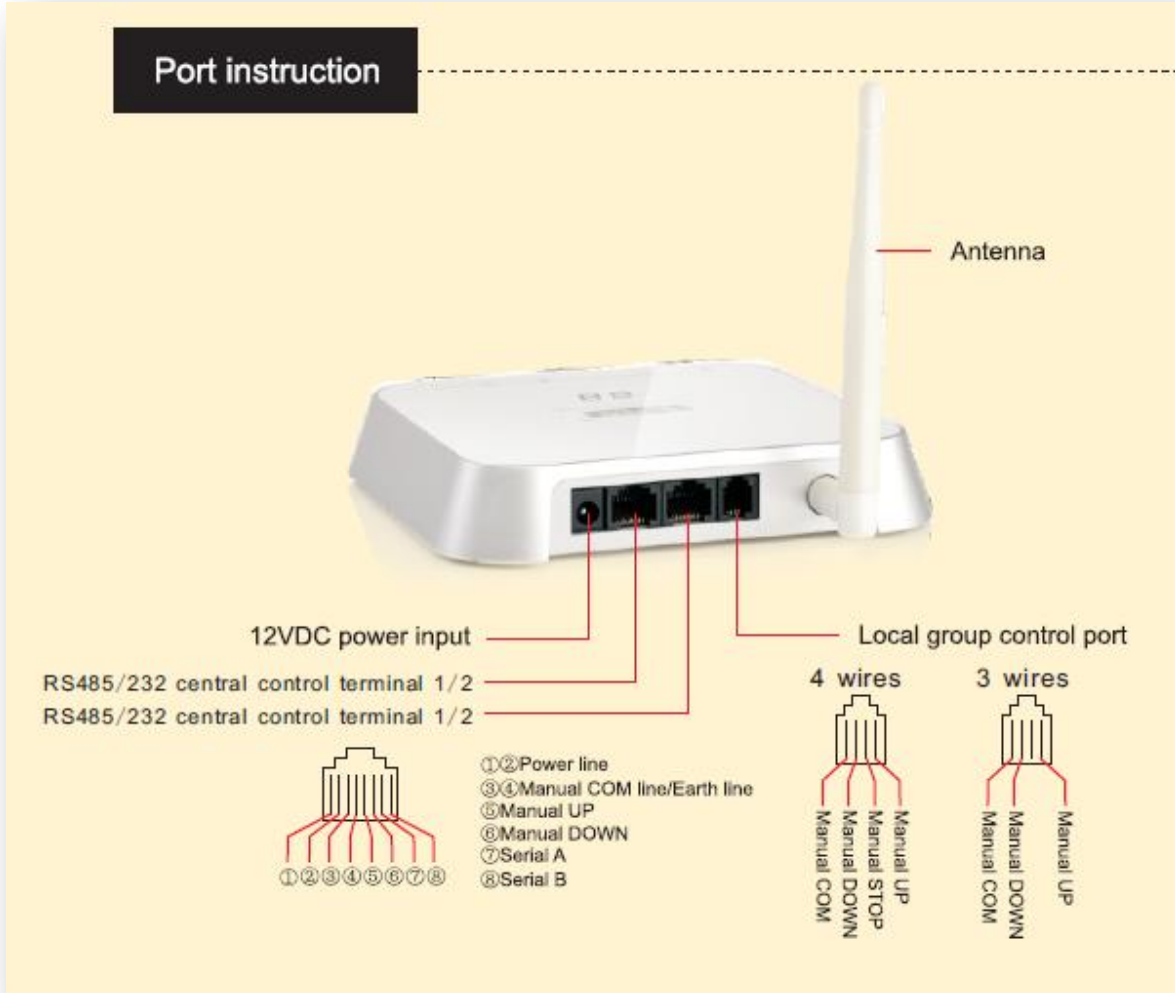 Port instruction
Antenna
12VDC power input
Local group control port
RS485/232 central control terminal 1/2
RS485/232 central control terminal 1/2
4 wires
3 wires
①②Power line
③④Manual COM line/Earth line
⑤Manual UP
⑥Manual DOWN
⑦Serial A
⑧Serial B
①②③④⑤⑥⑦⑧
Manual COM
Manual DOWN
Manual STOP
Manual UP
Manual COM
Manual DOWN
Manual UP